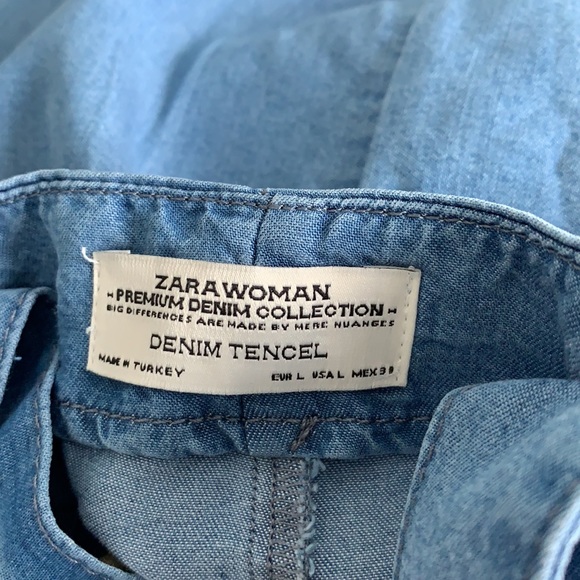 ZARAWOMAN
PREMIUM DENIM COLLECTION
BIG DIFFERENCES ARE MADE BY MERE NUANCES
DENIM TENCEL
MADE IN TURKEY EUR L USA L MEX 30